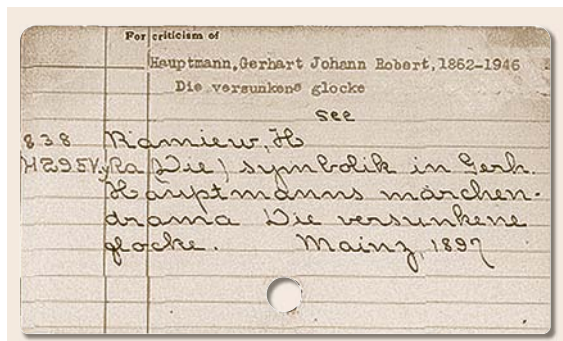 For criticism of
Hauptmann, Gerhart Johann Robert, 1862-1946
Die versunkene glocke
see
838 Ramiew, H
H295Vy Ra (Die) symbolik in Gerh.
Hauptmanns märchen-
drama Die versunkene
glocke. Mainz, 1897